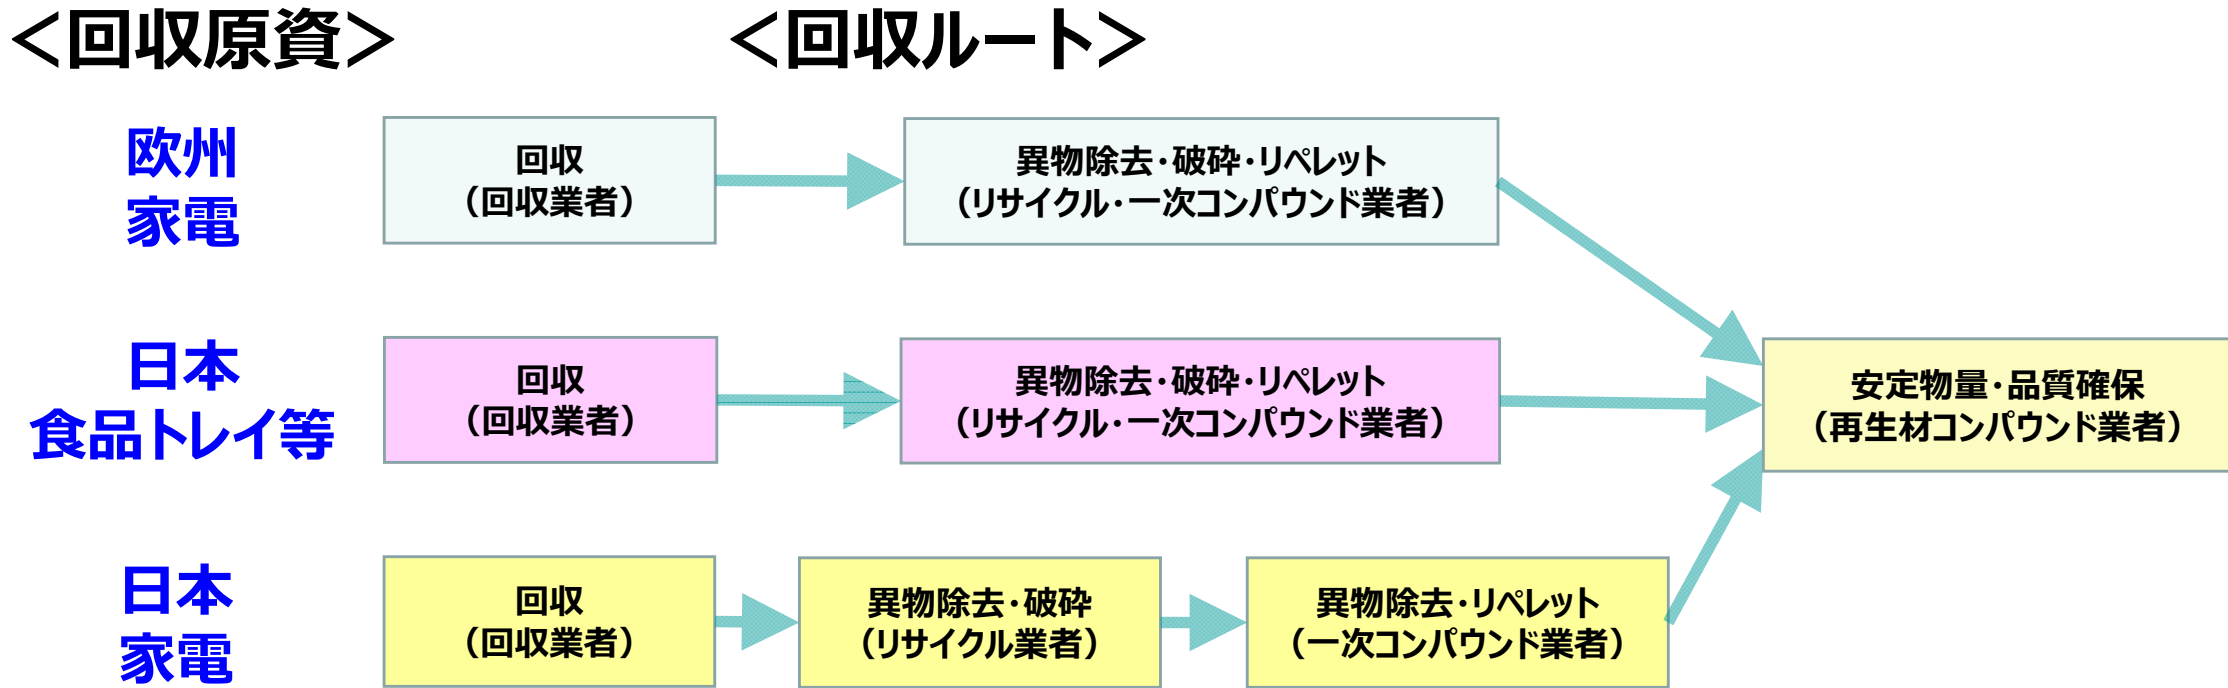 ＜回収原資＞
＜回収ルート＞
欧州
家電
回収
（回収業者）
異物除去・破砕・リペレット
（リサイクル・一次コンパウンド業者）
日本
食品トレイ等
回収
（回収業者）
異物除去・破砕・リペレット
（リサイクル・一次コンパウンド業者）
安定物量・品質確保
（再生材コンパウンド業者）
日本
家電
回収
（回収業者）
異物除去・破砕
（リサイクル業者）
異物除去・リペレット
（一次コンパウンド業者）